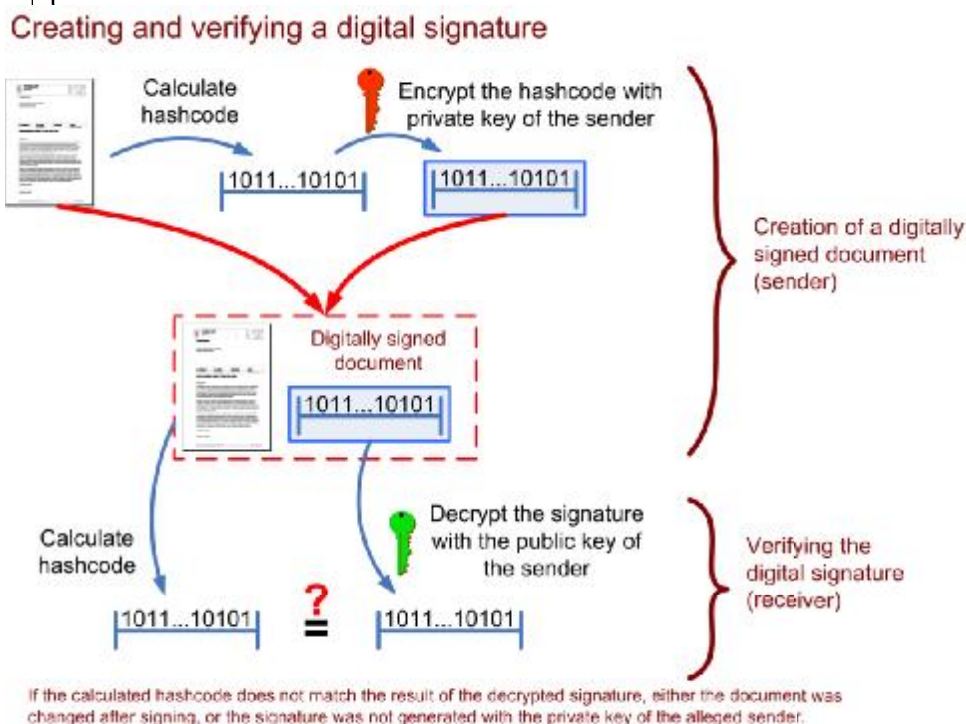 Creating and verifying a digital signature
Calculate
hashcode
Encrypt the hashcode with
private key of the sender
1011...10101
1011...10101
Creation of a digitally
signed document
(sender)
Digitally signed
document
1011...10101
Calculate
hashcode
Decrypt the signature
with the public key of
the sender
Verifying the
digital signature
(receiver)
1011...10101
?
=
1011...10101
If the calculated hashcode does not match the result of the decrypted signature, either the document was
changed after signing, or the signature was not generated with the private key of the alleged sender.